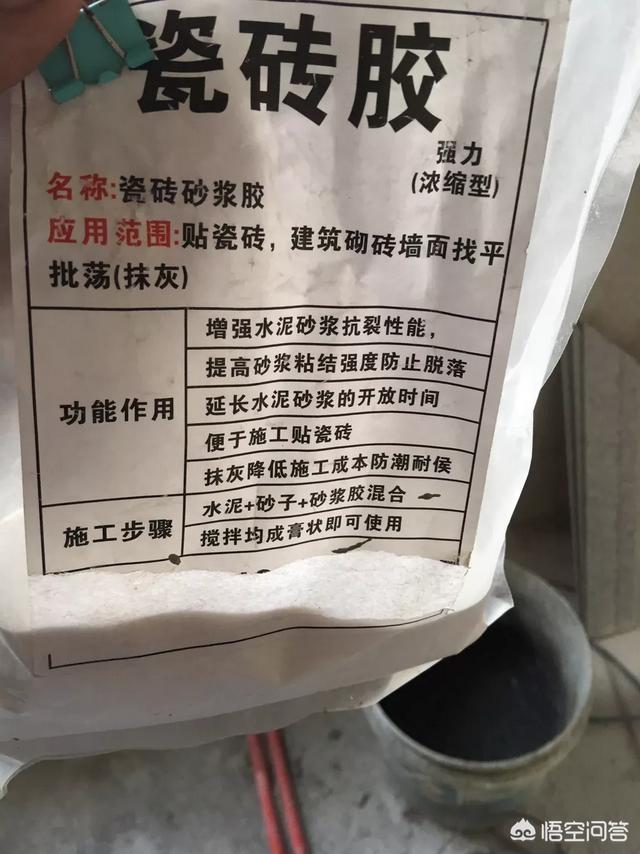 瓷砖胶
强力
(浓缩型)
名称:瓷砖砂浆胶
应用范围:贴瓷砖，建筑砌砖墙面找平
批荡(抹灰)
功能作用
增强水泥砂浆抗裂性能,
提高砂浆粘结强度防止脱落
延长水泥砂浆的开放时间
便于施工贴瓷砖
抹灰降低施工成本防潮耐侯
施工步骤
水泥+砂子+砂浆胶混合
搅拌均成膏状即可使用
悟空问答